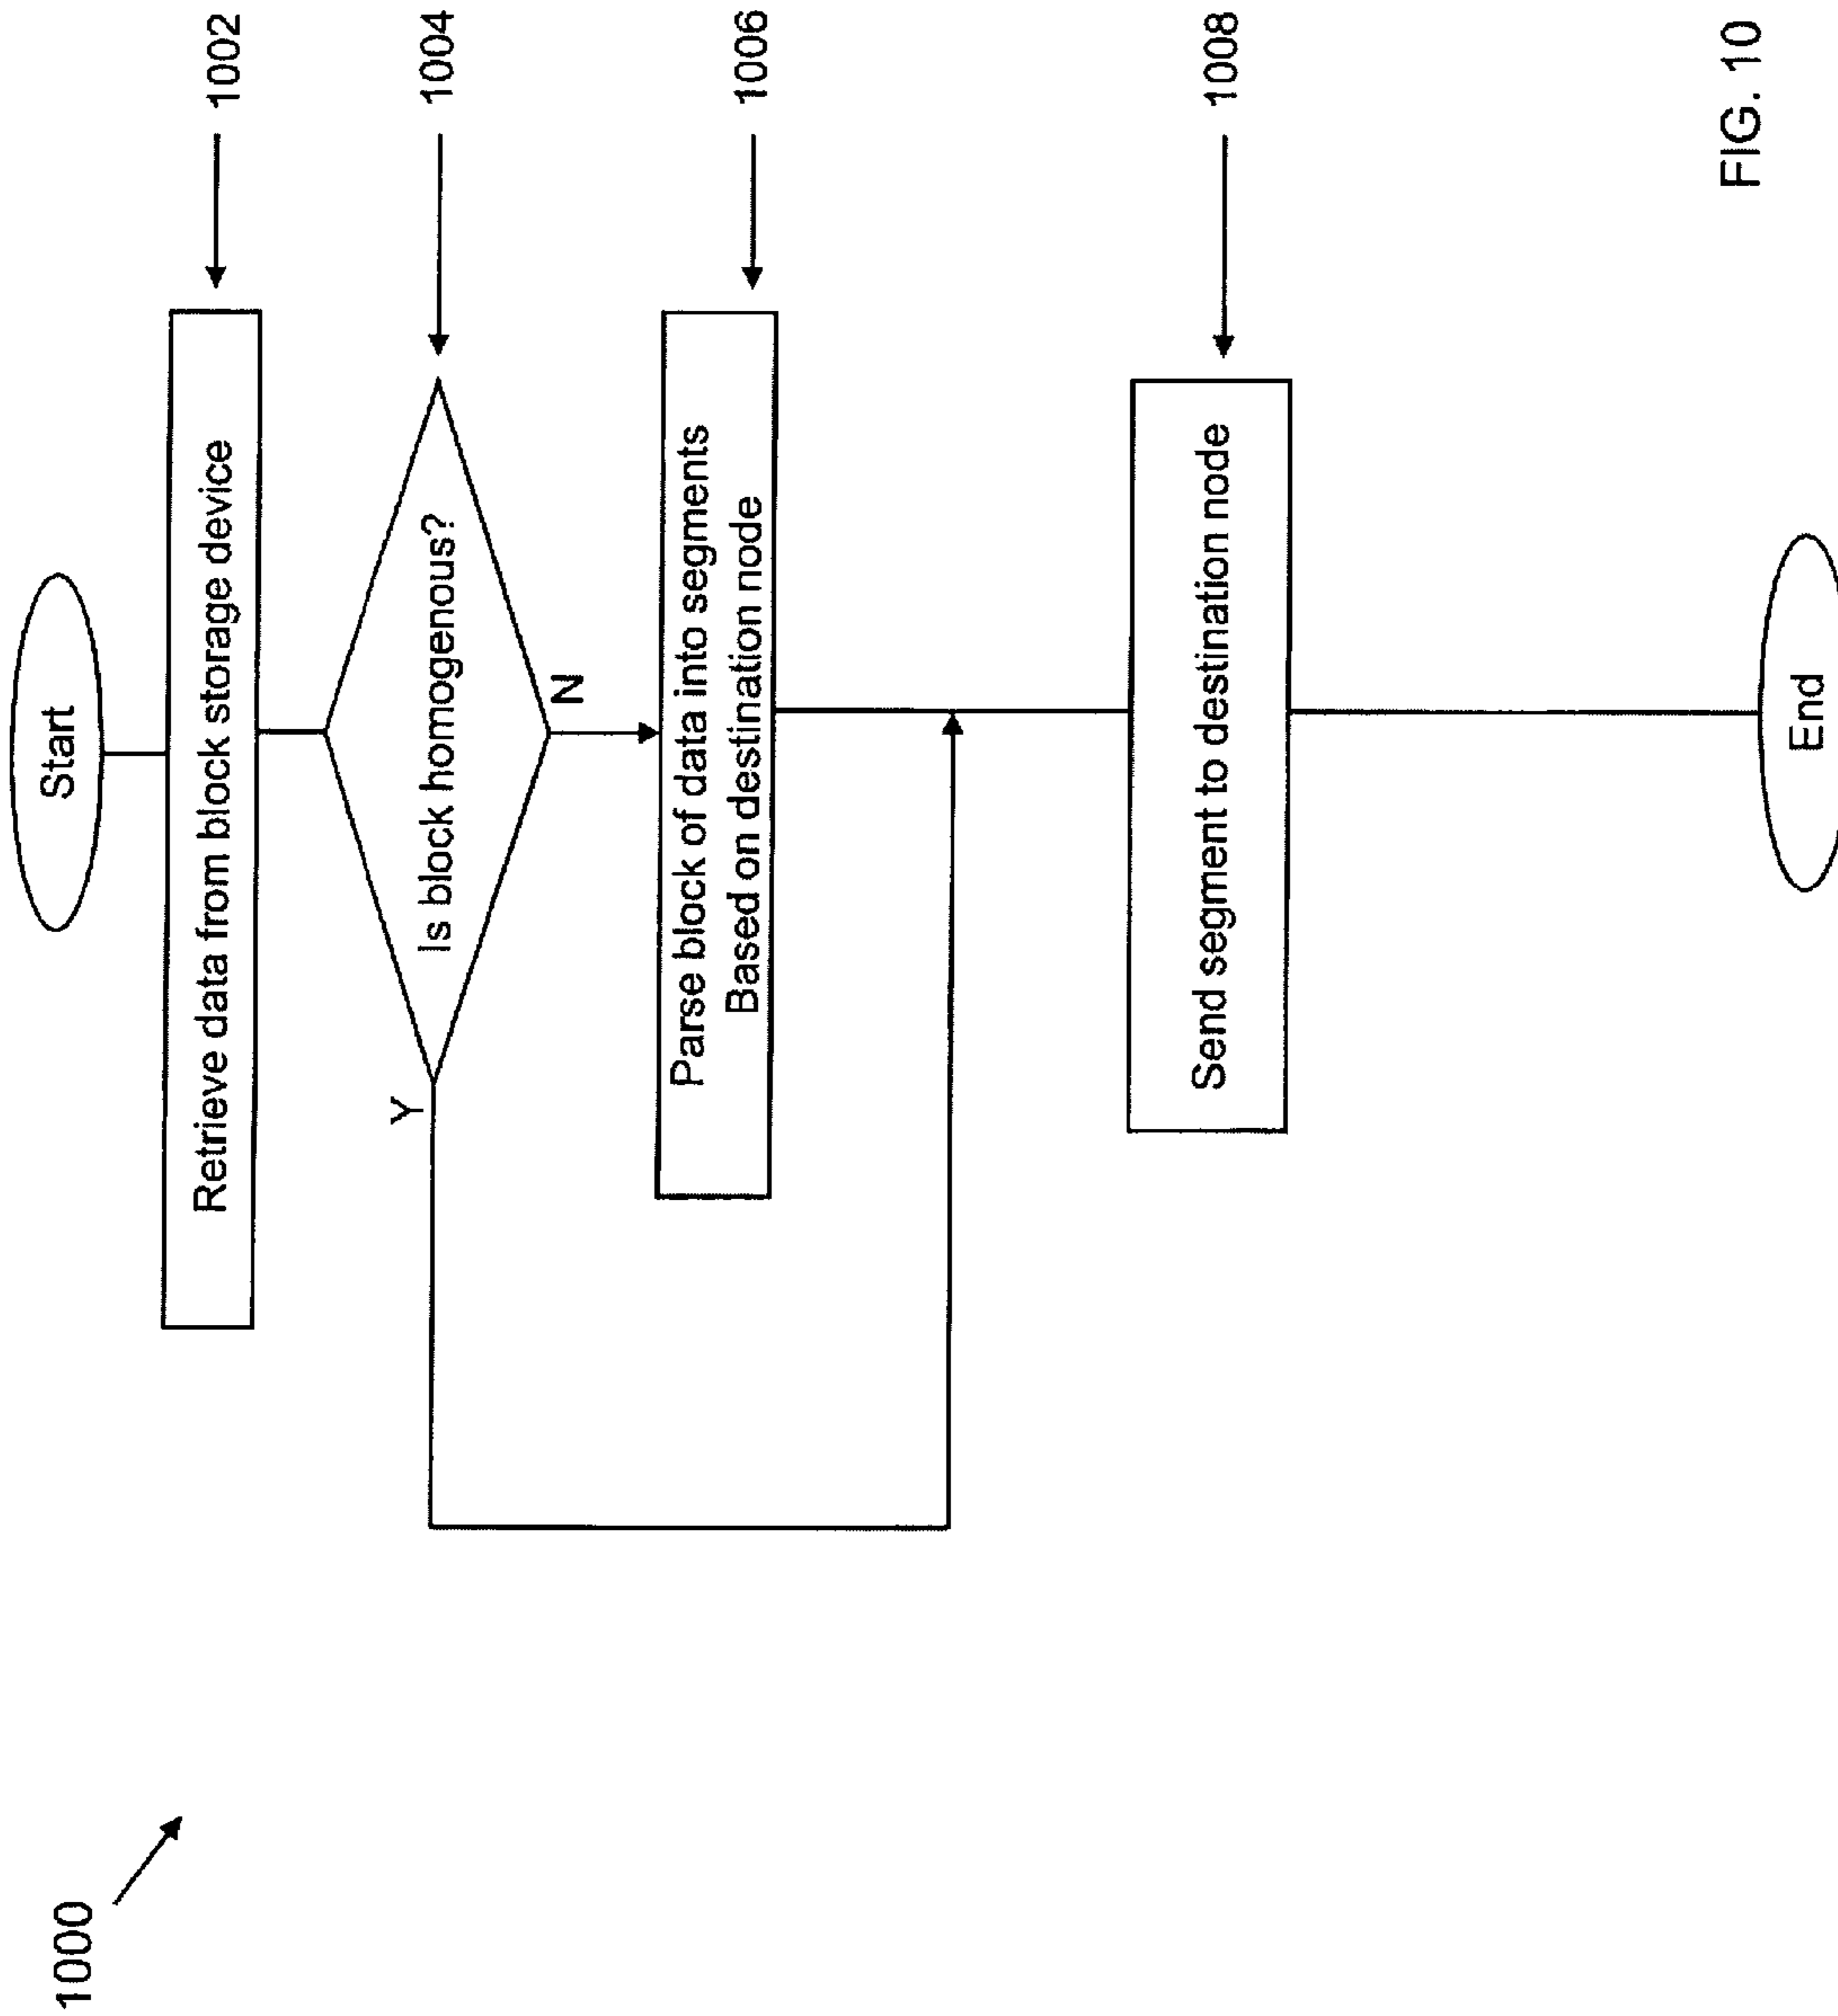 1000
Start
Retrieve data from block storage device
1002
Is block homogenous?
1004
Y
N
Parse block of data into segments
Based on destination node
1006
Send segment to destination node
1008
End
FIG. 10